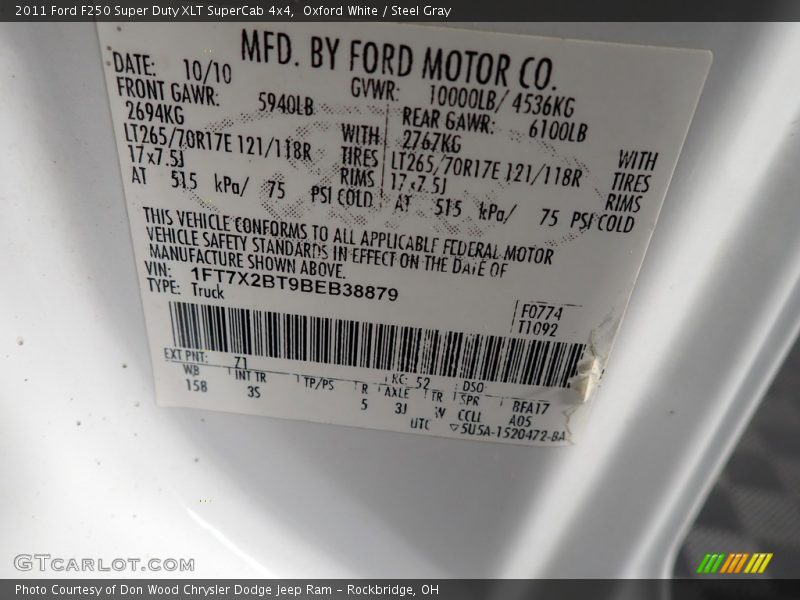 2011 Ford F250 Super Duty XLT SuperCab 4x4,  Oxford White / Steel Gray
MFD. BY FORD MOTOR CO.
DATE: 10/10 GVWR: 10000LB/ 4536KG
FRONT GAWR: 5940LB REAR GAWR: 6100LB
2694KG WITH 2767KG WITH
LT265/70R17E 121/118R TIRES LT265/70R17E 121/118R TIRES
17x7.5J RIMS 17x7.5J RIMS
AT 515 kPa/ 75 PSI COLD AT 515 kPa/ 75 PSI COLD
THIS VEHICLE CONFORMS TO ALL APPLICABLE FEDERAL MOTOR
VEHICLE SAFETY STANDARDS IN EFFECT ON THE DATE OF
MANUFACTURE SHOWN ABOVE.
VIN: 1FT7X2BT9BEB38879
TYPE: Truck
F0774
T1092
EXT PNT: Z1 RC: 52 DSO:
WB INT TR TP/PS R AXLE TR SPR BFA17
158 3S 5 3J W CCLL A05
UTC ▽5U5A-1520472-BA
GTcarlot.com
Photo Courtesy of Don Wood Chrysler Dodge Jeep Ram – Rockbridge, OH